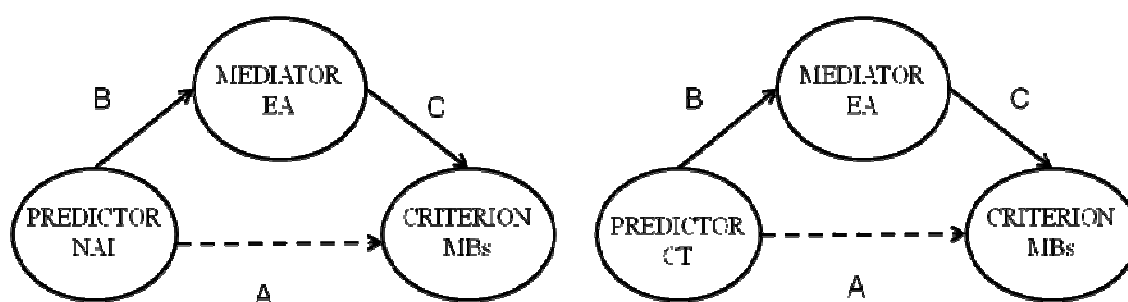 MEDIATOR
EA
B
C
PREDICTOR
NAI
CRITERION
MBs
A
MEDIATOR
EA
B
C
PREDICTOR
CT
CRITERION
MBs
A